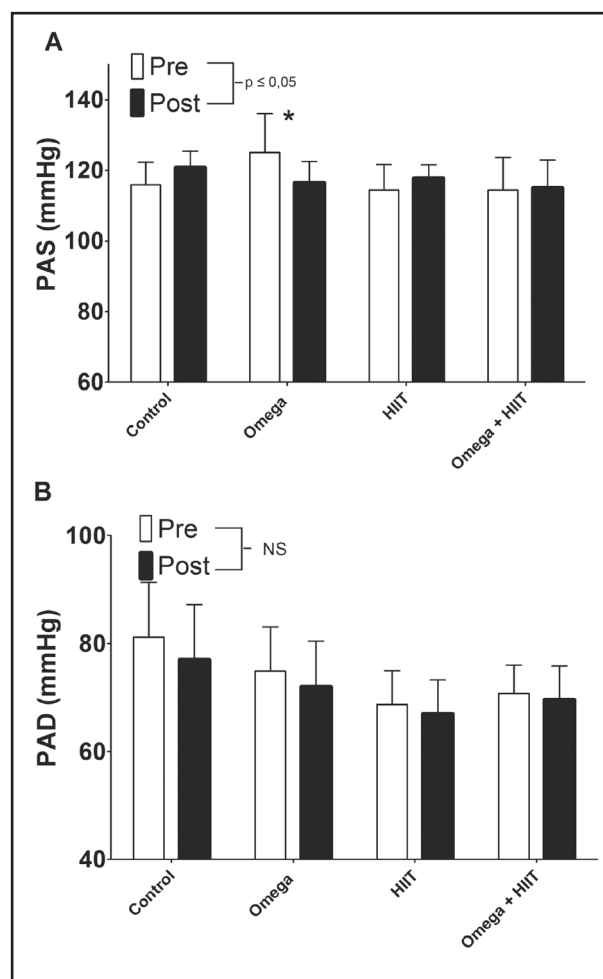 A
Pre
Post
p ≤ 0,05
*
PAS (mmHg)
140
120
100
80
60
Control
Omega
HIIT
Omega + HIIT
B
Pre
Post
NS
PAD (mmHg)
100
80
60
40
Control
Omega
HIIT
Omega + HIIT